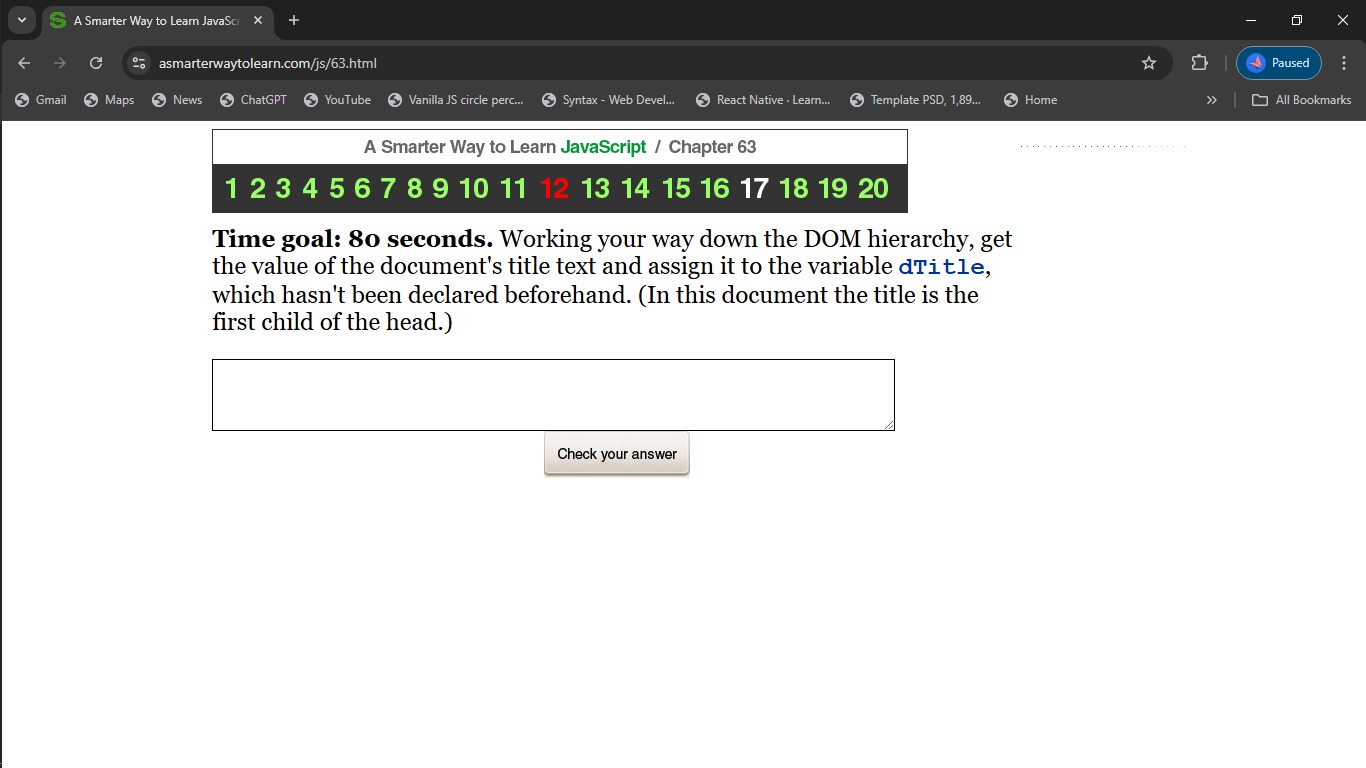 A Smarter Way to Learn JavaScr
asmarterwaytolearn.com/js/63.html
Paused
Gmail Maps News ChatGPT YouTube Vanilla JS circle perc... Syntax - Web Devel... React Native · Learn... Template PSD, 1,89... Home » All Bookmarks
A Smarter Way to Learn JavaScript / Chapter 63
1 2 3 4 5 6 7 8 9 10 11 12 13 14 15 16 17 18 19 20
Time goal: 80 seconds. Working your way down the DOM hierarchy, get
the value of the document's title text and assign it to the variable dTitle,
which hasn't been declared beforehand. (In this document the title is the
first child of the head.)
Check your answer